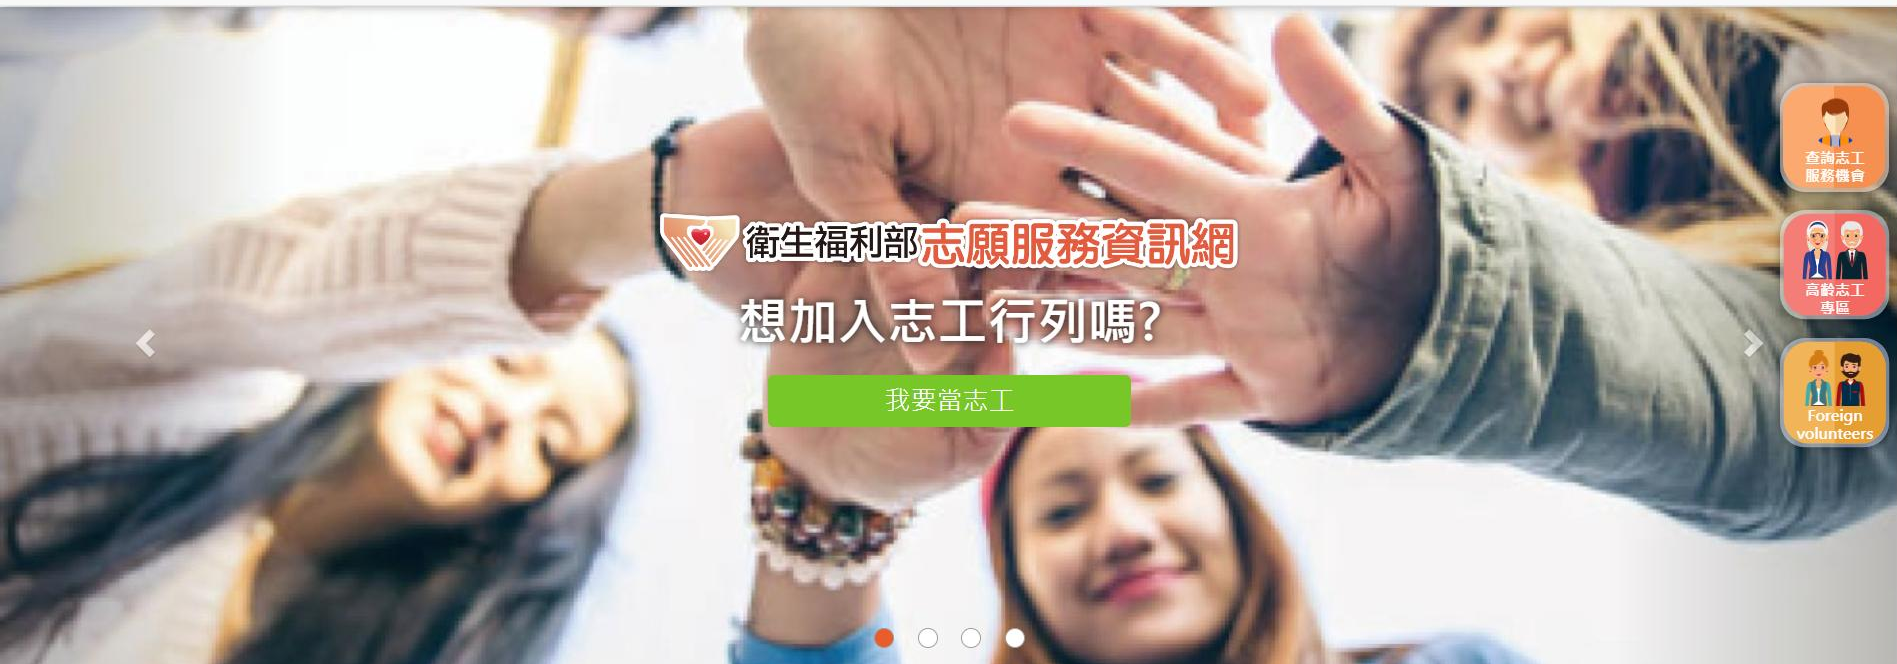 衛生福利部志願服務資訊網
想加入志工行列嗎?
我要當志工
查詢志工
服務機會
高齡志工
專區
Foreign
volunteers